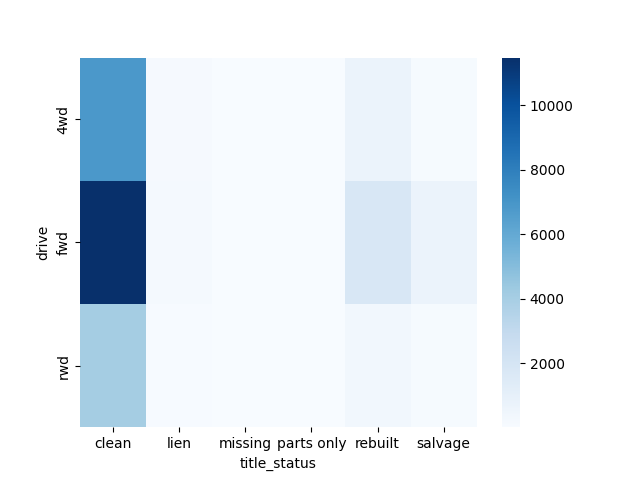 drive
4wd
fwd
rwd
clean lien missing parts only rebuilt salvage
title_status
10000
8000
6000
4000
2000